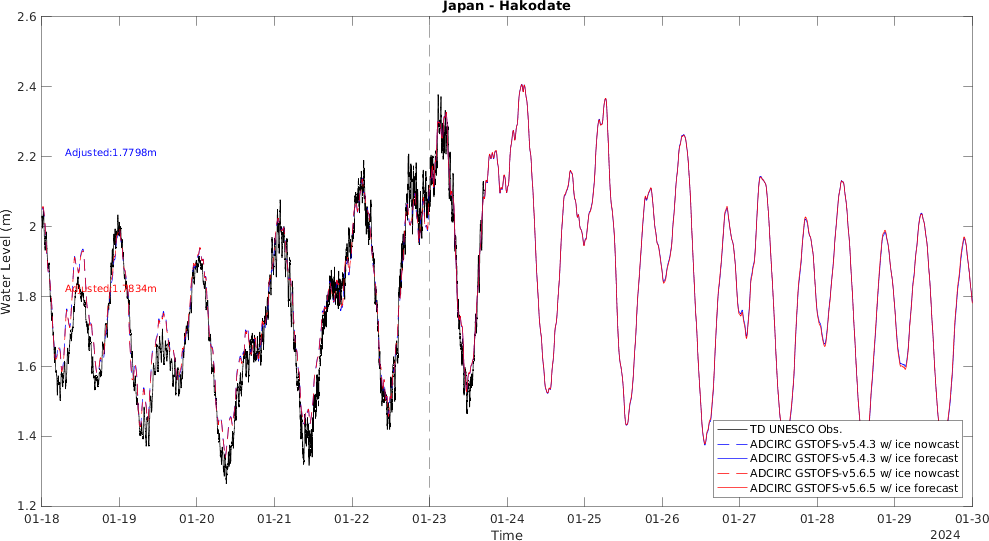 Japan - Hakodate
2.6
2.4
2.2
2
1.8
1.6
1.4
1.2
Water Level (m)
Adjusted:1.7798m
Adjusted:1.7834m
TD UNESCO Obs.
ADCIRC GSTOFS-v5.4.3 w/ ice nowcast
ADCIRC GSTOFS-v5.4.3 w/ ice forecast
ADCIRC GSTOFS-v5.6.5 w/ ice nowcast
ADCIRC GSTOFS-v5.6.5 w/ ice forecast
01-18 01-19 01-20 01-21 01-22 01-23 01-24 01-25 01-26 01-27 01-28 01-29 01-30
Time
2024